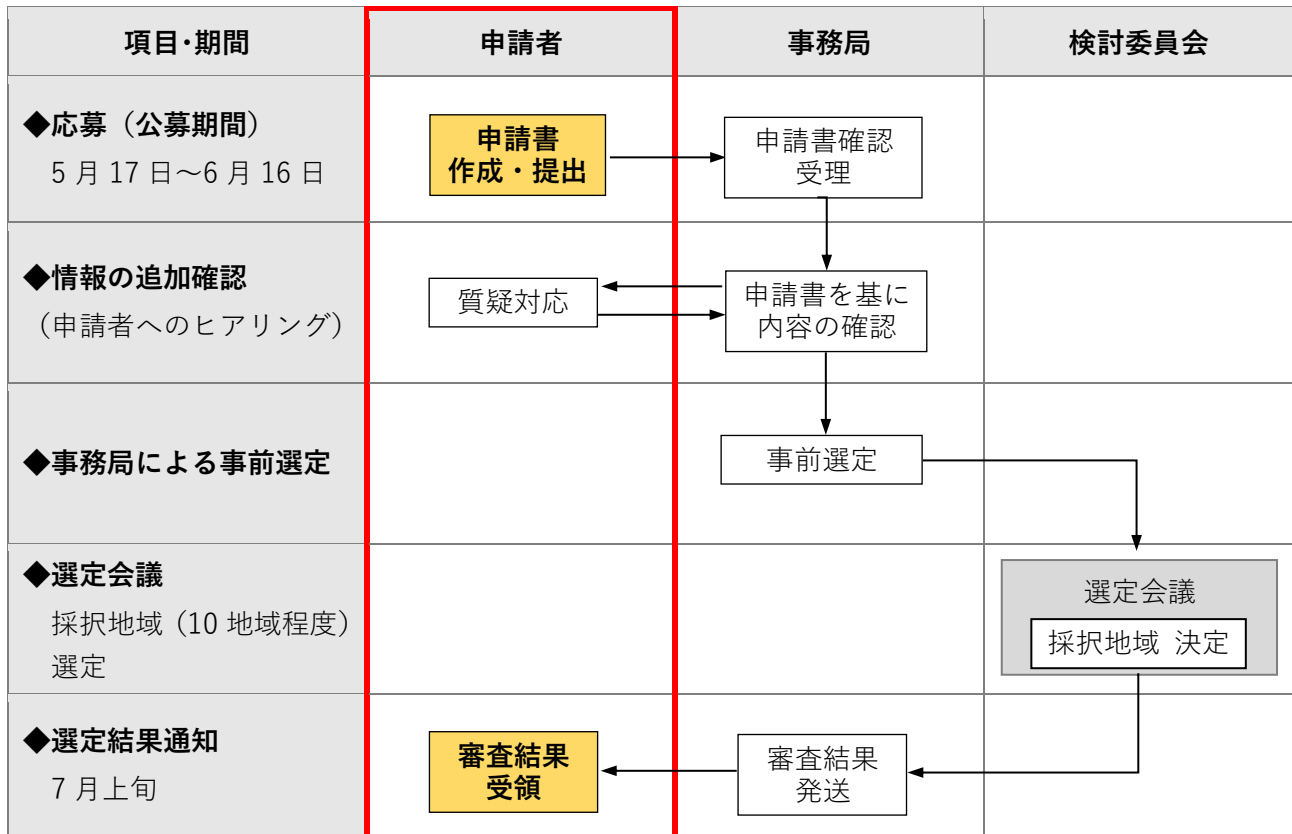 項目･期間
申請者
事務局
検討委員会
◆応募（公募期間）
5月17日～6月16日
申請書
作成・提出
申請書確認
受理
◆情報の追加確認
（申請者へのヒアリング）
質疑対応
申請書を基に
内容の確認
◆事務局による事前選定
事前選定
◆選定会議
採択地域（10地域程度）
選定
選定会議
採択地域 決定
◆選定結果通知
7月上旬
審査結果
受領
審査結果
発送